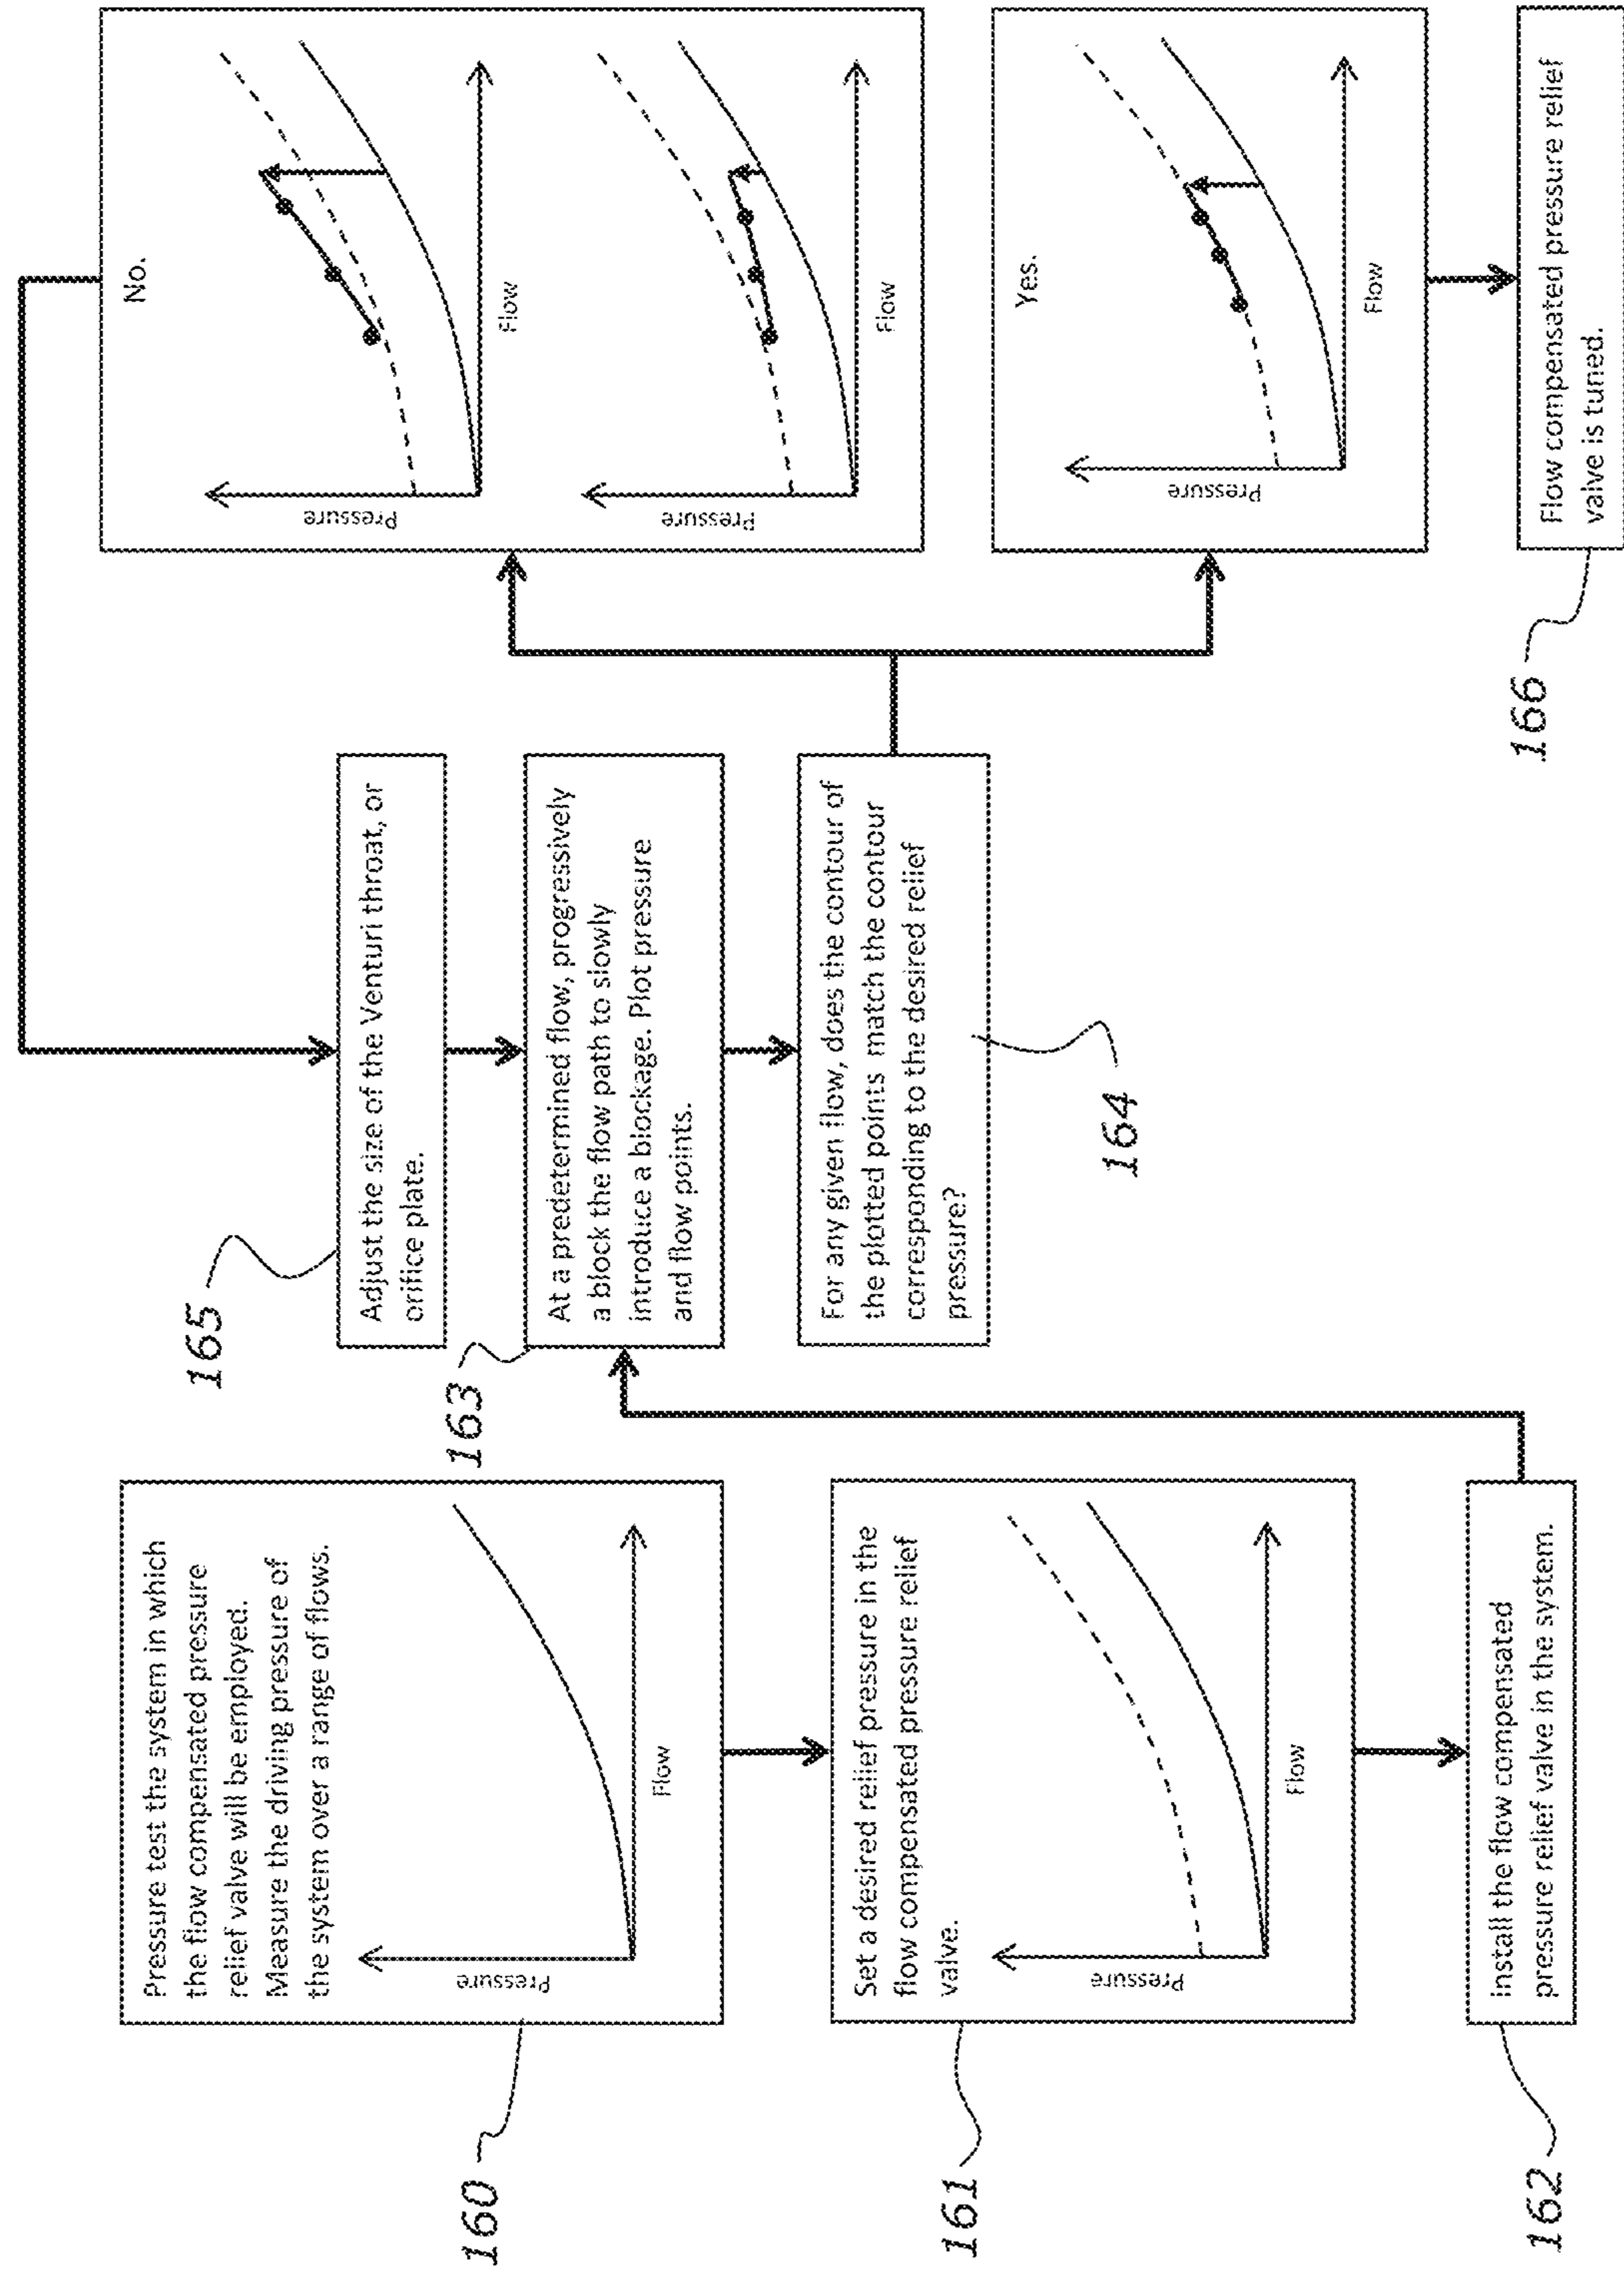 Pressure test the system in which
the flow compensated pressure
relief valve will be employed.
Measure the driving pressure of
the system over a range of flows.
Pressure
Flow
160
Set a desired relief pressure in the
flow compensated pressure relief
valve.
Pressure
Flow
161
Install the flow compensated
pressure relief valve in the system.
162
165
Adjust the size of the Venturi throat, or
orifice plate.
163
At a predetermined flow, progressively
a block the flow path to slowly
introduce a blockage. Plot pressure
and flow points.
For any given flow, does the contour of
the plotted points match the contour
corresponding to the desired relief
pressure?
164
No.
Pressure
Flow
Pressure
Flow
Yes.
Pressure
Flow
Flow compensated pressure relief
valve is tuned.
166